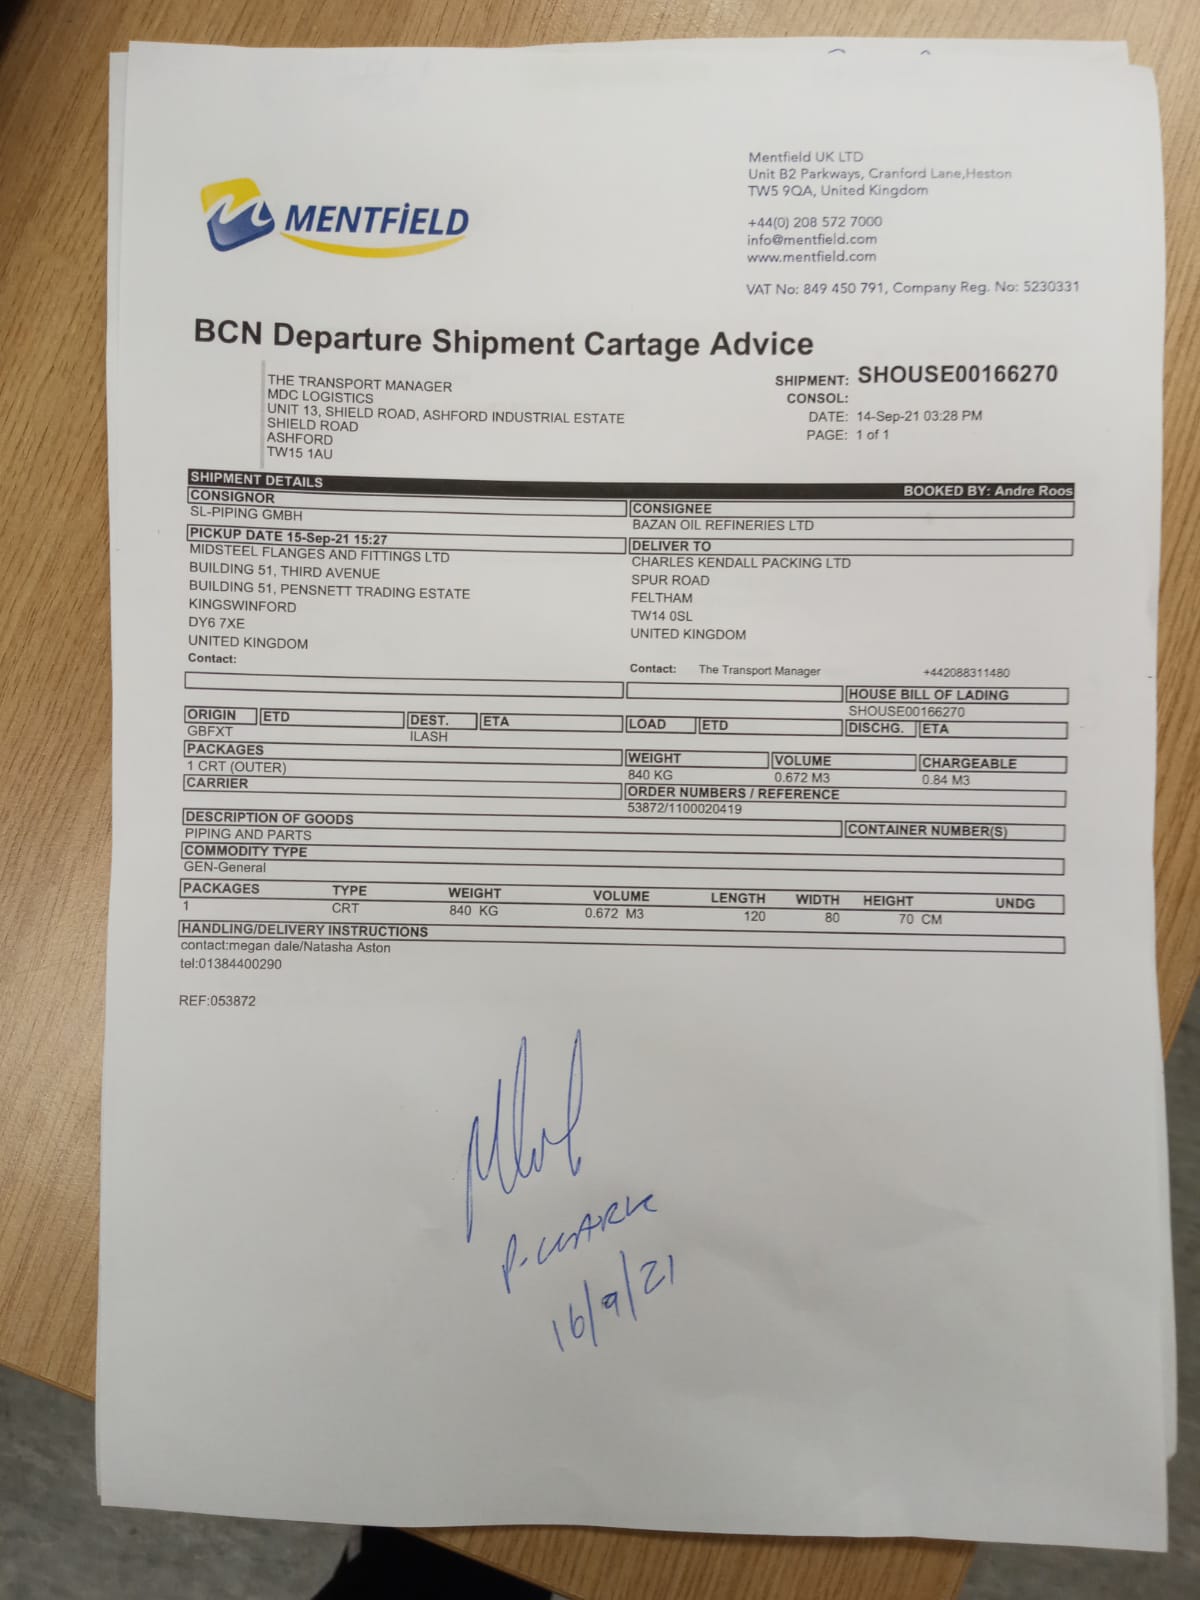 MENTFiELD
Mentfield UK LTD
Unit B2 Parkways, Cranford Lane,Heston
TW5 9QA, United Kingdom
+44(0) 208 572 7000
info@mentfield.com
www.mentfield.com
VAT No: 849 450 791, Company Reg. No: 5230331
BCN Departure Shipment Cartage Advice
THE TRANSPORT MANAGER
MDC LOGISTICS
UNIT 13, SHIELD ROAD, ASHFORD INDUSTRIAL ESTATE
SHIELD ROAD
ASHFORD
TW15 1AU
SHIPMENT: SHOUSE00166270
CONSOL:
DATE: 14-Sep-21 03:28 PM
PAGE: 1 of 1
SHIPMENT DETAILS BOOKED BY: Andre Roos
CONSIGNOR
SL-PIPING GMBH
CONSIGNEE
BAZAN OIL REFINERIES LTD
PICKUP DATE 15-Sep-21 15:27
MIDSTEEL FLANGES AND FITTINGS LTD
BUILDING 51, THIRD AVENUE
BUILDING 51, PENSNETT TRADING ESTATE
KINGSWINFORD
DY6 7XE
UNITED KINGDOM
Contact:
DELIVER TO
CHARLES KENDALL PACKING LTD
SPUR ROAD
FELTHAM
TW14 0SL
UNITED KINGDOM
Contact: The Transport Manager +442088311480
HOUSE BILL OF LADING
SHOUSE00166270
ORIGIN ETD DEST. ETA LOAD ETD DISCHG. ETA
GBFXT ILASH
PACKAGES WEIGHT VOLUME CHARGEABLE
1 CRT (OUTER) 840 KG 0.672 M3 0.84 M3
CARRIER ORDER NUMBERS / REFERENCE
53872/1100020419
DESCRIPTION OF GOODS CONTAINER NUMBER(S)
PIPING AND PARTS
COMMODITY TYPE
GEN-General
PACKAGES TYPE WEIGHT VOLUME LENGTH WIDTH HEIGHT UNDG
1 CRT 840 KG 0.672 M3 120 80 70 CM
HANDLING/DELIVERY INSTRUCTIONS
contact:megan dale/Natasha Aston
tel:01384400290
REF:053872
P-CLARK
16/9/21